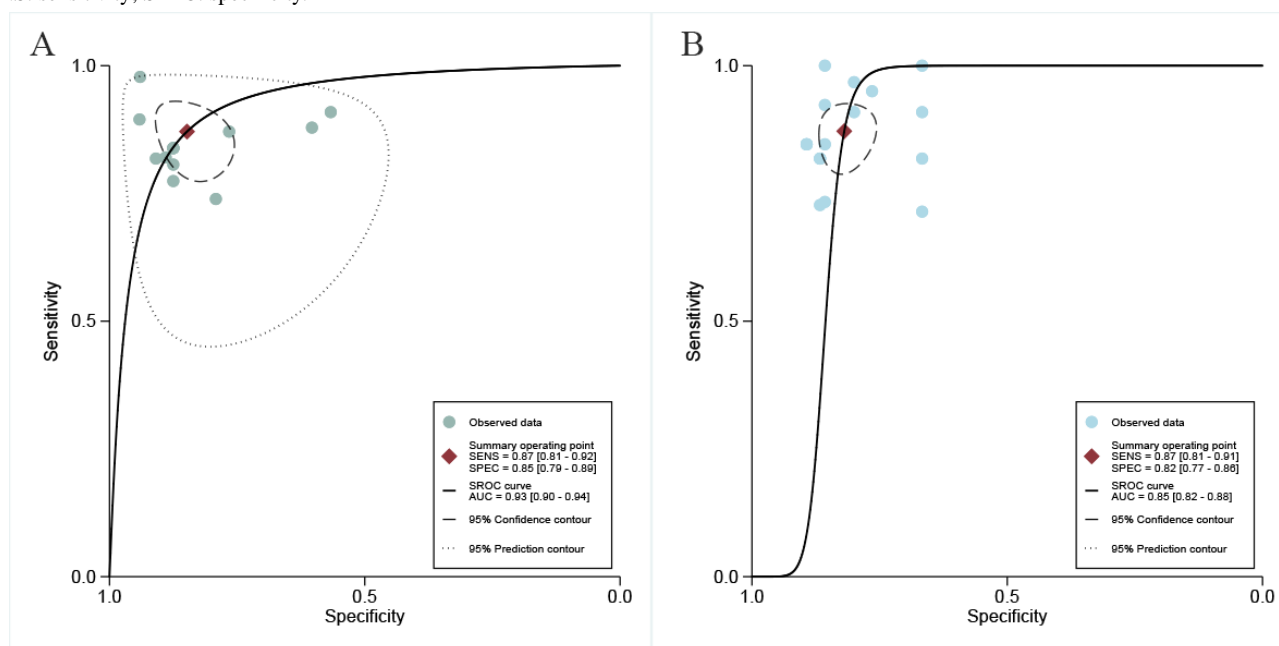 A
1.0
0.5
0.0
Sensitivity
1.0
0.5
0.0
Specificity
Observed data
Summary operating point
SENS = 0.87 [0.81 - 0.92]
SPEC = 0.85 [0.79 - 0.89]
SROC curve
AUC = 0.93 [0.90 - 0.94]
95% Confidence contour
95% Prediction contour
B
1.0
0.5
0.0
Sensitivity
1.0
0.5
0.0
Specificity
Observed data
Summary operating point
SENS = 0.87 [0.81 - 0.91]
SPEC = 0.82 [0.77 - 0.86]
SROC curve
AUC = 0.85 [0.82 - 0.88]
95% Confidence contour
95% Prediction contour